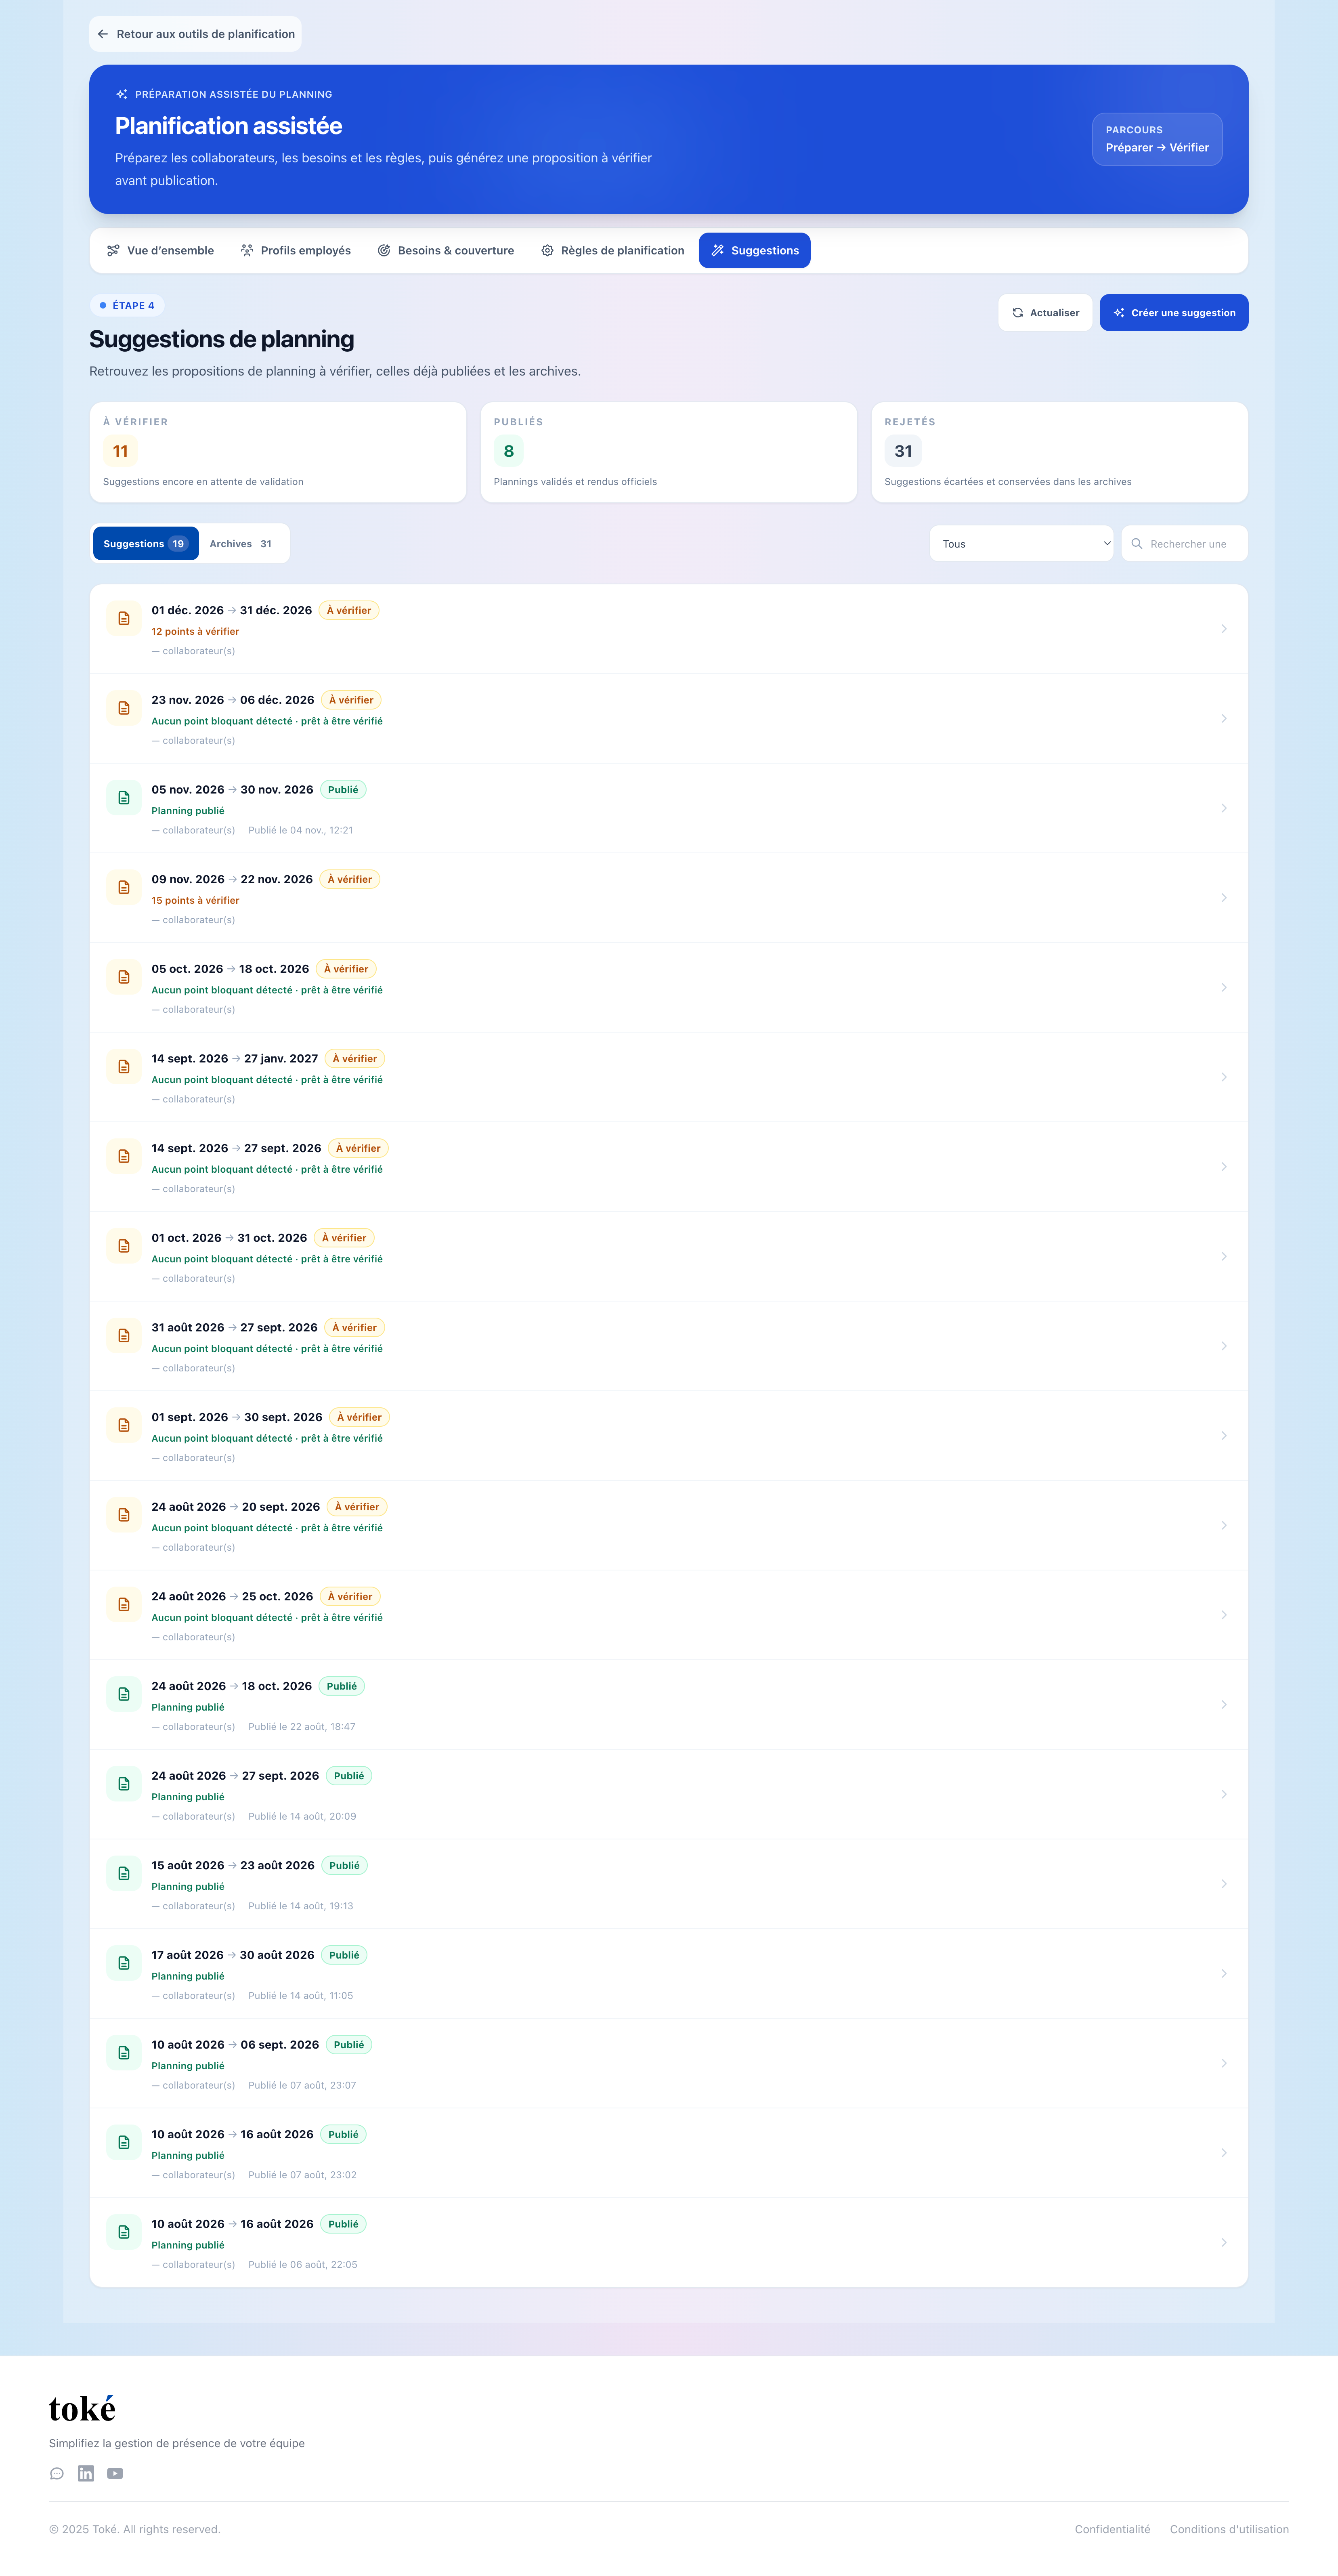 Retour aux outils de planification
PRÉPARATION ASSISTÉE DU PLANNING
Planification assistée
Préparez les collaborateurs, les besoins et les règles, puis générez une proposition à vérifier
avant publication.
PARCOURS
Préparer → Vérifier
Vue d'ensemble
Profils employés
Besoins & couverture
Règles de planification
Suggestions
ÉTAPE 4
Suggestions de planning
Retrouvez les propositions de planning à vérifier, celles déjà publiées et les archives.
Actualiser
Créer une suggestion
À VÉRIFIER
11
Suggestions encore en attente de validation
PUBLIÉS
8
Plannings validés et rendus officiels
REJETÉS
31
Suggestions écartées et conservées dans les archives
Suggestions 19
Archives 31
Tous
Rechercher une
01 déc. 2026 → 31 déc. 2026 À vérifier
12 points à vérifier
— collaborateur(s)
23 nov. 2026 → 06 déc. 2026 À vérifier
Aucun point bloquant détecté · prêt à être vérifié
— collaborateur(s)
05 nov. 2026 → 30 nov. 2026 Publié
Planning publié
— collaborateur(s) Publié le 04 nov., 12:21
09 nov. 2026 → 22 nov. 2026 À vérifier
15 points à vérifier
— collaborateur(s)
05 oct. 2026 → 18 oct. 2026 À vérifier
Aucun point bloquant détecté · prêt à être vérifié
— collaborateur(s)
14 sept. 2026 → 27 janv. 2027 À vérifier
Aucun point bloquant détecté · prêt à être vérifié
— collaborateur(s)
14 sept. 2026 → 27 sept. 2026 À vérifier
Aucun point bloquant détecté · prêt à être vérifié
— collaborateur(s)
01 oct. 2026 → 31 oct. 2026 À vérifier
Aucun point bloquant détecté · prêt à être vérifié
— collaborateur(s)
31 août 2026 → 27 sept. 2026 À vérifier
Aucun point bloquant détecté · prêt à être vérifié
— collaborateur(s)
01 sept. 2026 → 30 sept. 2026 À vérifier
Aucun point bloquant détecté · prêt à être vérifié
— collaborateur(s)
24 août 2026 → 20 sept. 2026 À vérifier
Aucun point bloquant détecté · prêt à être vérifié
— collaborateur(s)
24 août 2026 → 25 oct. 2026 À vérifier
Aucun point bloquant détecté · prêt à être vérifié
— collaborateur(s)
24 août 2026 → 18 oct. 2026 Publié
Planning publié
— collaborateur(s) Publié le 22 août, 18:47
24 août 2026 → 27 sept. 2026 Publié
Planning publié
— collaborateur(s) Publié le 14 août, 20:09
15 août 2026 → 23 août 2026 Publié
Planning publié
— collaborateur(s) Publié le 14 août, 19:13
17 août 2026 → 30 août 2026 Publié
Planning publié
— collaborateur(s) Publié le 14 août, 11:05
10 août 2026 → 06 sept. 2026 Publié
Planning publié
— collaborateur(s) Publié le 07 août, 23:07
10 août 2026 → 16 août 2026 Publié
Planning publié
— collaborateur(s) Publié le 07 août, 23:02
10 août 2026 → 16 août 2026 Publié
Planning publié
— collaborateur(s) Publié le 06 août, 22:05
toké
Simplifiez la gestion de présence de votre équipe
© 2025 Toké. All rights reserved.
Confidentialité
Conditions d'utilisation